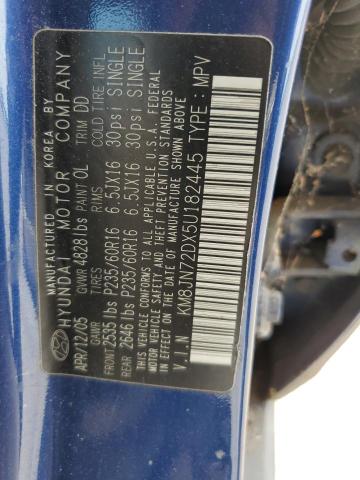 MANUFACTURED IN KOREA BY
HYUNDAI MOTOR COMPANY
APR/12/05 GVWR 4828 lbs PAINT OL TRIM DD
GAWR TIRES RIMS COLD TIRE INFL
FRONT 2535 lbs P235/60R16 6.5JX16 30psi SINGLE
REAR 2646 lbs P235/60R16 6.5JX16 30psi SINGLE
THIS VEHICLE CONFORMS TO ALL APPLICABLE U.S.A. FEDERAL
MOTOR VEHICLE SAFETY, BUMPER, AND THEFT PREVENTION STANDARDS
IN EFFECT ON THE DATE OF MANUFACTURE SHOWN ABOVE.
V.I.N. KM8JN72DX5U182445 TYPE : MPV